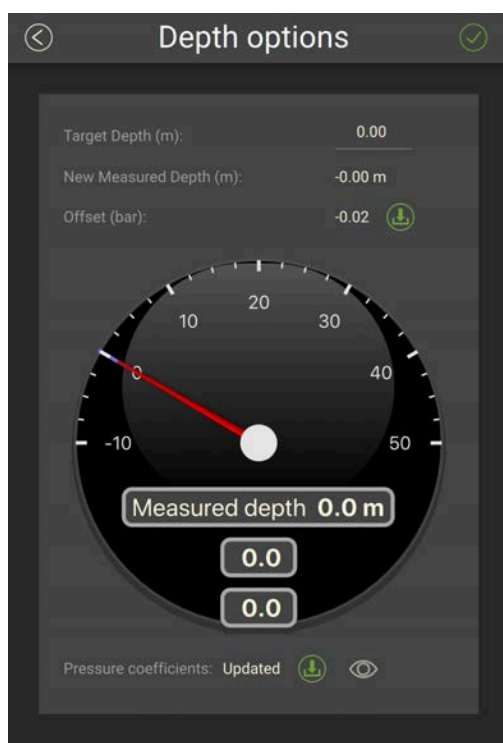 Depth options
Target Depth (m): 0.00
New Measured Depth (m): -0.00 m
Offset (bar): -0.02
20
10 30
0 40
-10 50
Measured depth 0.0 m
0.0
0.0
Pressure coefficients: Updated